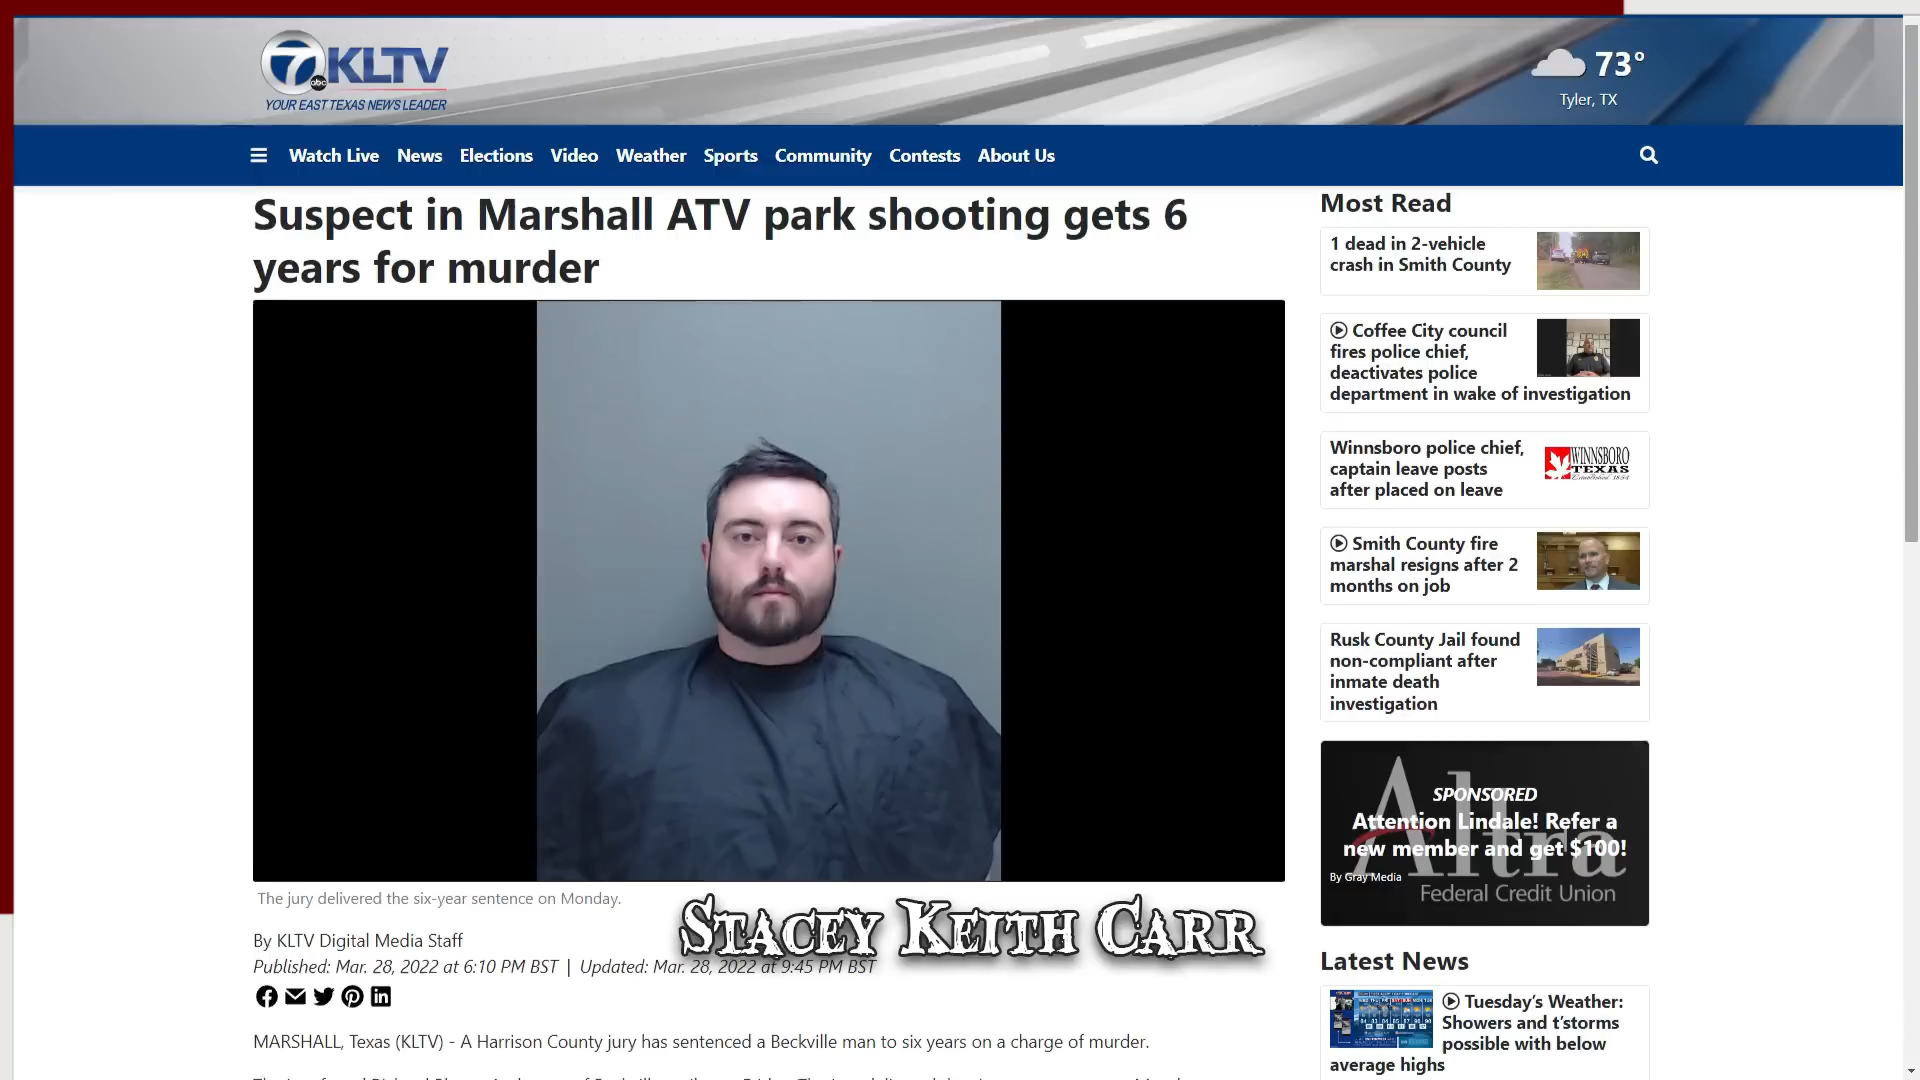 7 abc KLTV
YOUR EAST TEXAS NEWS LEADER
73°
Tyler, TX
Watch Live News Elections Video Weather Sports Community Contests About Us
Suspect in Marshall ATV park shooting gets 6
years for murder
The jury delivered the six-year sentence on Monday.
STACEY KEITH CARR
By KLTV Digital Media Staff
Published: Mar. 28, 2022 at 6:10 PM BST | Updated: Mar. 28, 2022 at 9:45 PM BST
MARSHALL, Texas (KLTV) - A Harrison County jury has sentenced a Beckville man to six years on a charge of murder.
Most Read
1 dead in 2-vehicle
crash in Smith County
Coffee City council
fires police chief,
deactivates police
department in wake of investigation
Winnsboro police chief,
captain leave posts
after placed on leave
WINNSBORO
TEXAS
Established 1854
Smith County fire
marshal resigns after 2
months on job
Rusk County Jail found
non-compliant after
inmate death
investigation
SPONSORED
Attention Lindale! Refer a
new member and get $100!
By Gray Media
Altra
Federal Credit Union
Latest News
Tuesday's Weather:
Showers and t'storms
possible with below
average highs